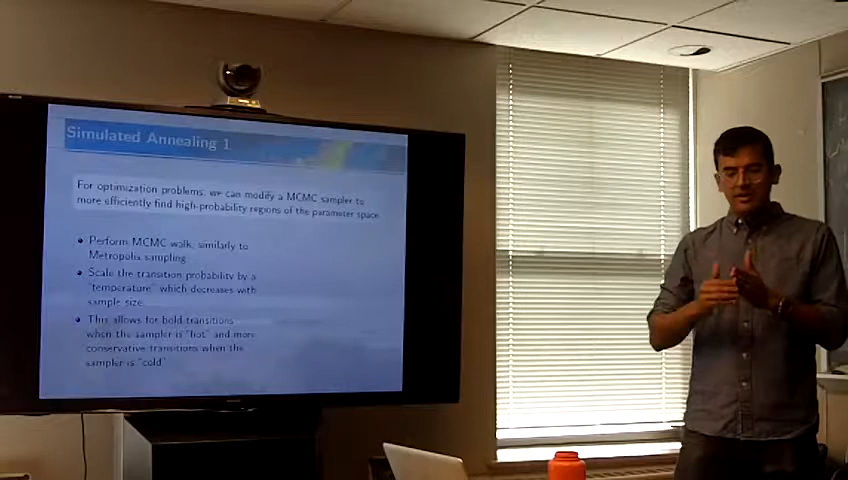 Simulated Annealing 1
For optimization problems, we can modify a MCMC sampler to
more efficiently find high-probability regions of the parameter space.
Perform MCMC walk, similarly to
Metropolis sampling.
Scale the transition probability by a
"temperature" which decreases with
sample size.
This allows for bold transitions
when the sampler is "hot" and more
conservative transitions when the
sampler is "cold"